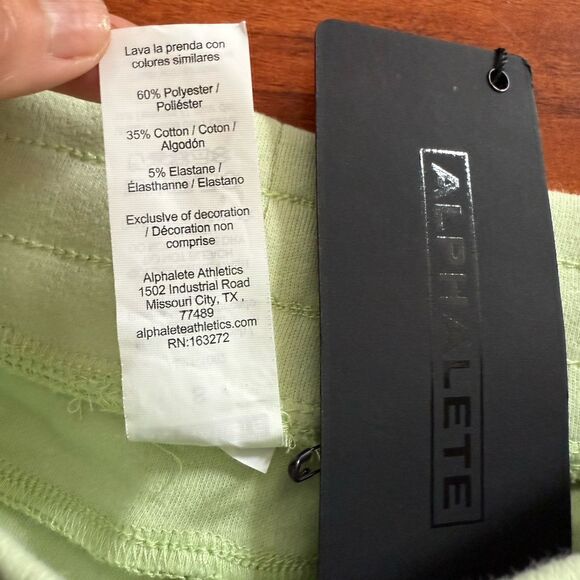 Lava la prenda con
colores similares
60% Polyester /
Poliéster
35% Cotton / Coton /
Algodón
5% Elastane /
Élasthanne / Elastano
Exclusive of decoration
/ Décoration non
comprise
Alphalete Athletics
1502 Industrial Road
Missouri City, TX ,
77489
alphaleteathletics.com
RN:163272
ALPHALETE